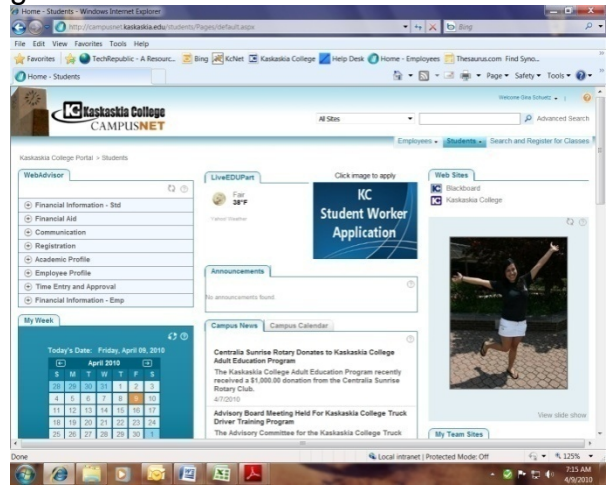 Home - Students - Windows Internet Explorer
http://campusnet.kaskaskia.edu/students/Pages/default.aspx
Bing
File Edit View Favorites Tools Help
Favorites TechRepublic - A Resourc... Bing KcNet Kaskaskia College Help Desk Home - Employees Thesaurus.com Find Syno...
Home - Students
Page Safety Tools
Kaskaskia College
CAMPUSNET
Welcome
All Sites
Advanced Search
Employees Students Search and Register for Classes
Kaskaskia College Portal > Students
WebAdvisor
Financial Information - Std
Financial Aid
Communication
Registration
Academic Profile
Employee Profile
Time Entry and Approval
Financial Information - Emp
My Week
Today's Date: Friday, April 09, 2010
April 2010
S M T W T F S
28 29 30 31 1 2 3
4 5 6 7 8 9 10
11 12 13 14 15 16 17
18 19 20 21 22 23 24
25 26 27 28 29 30 1
LiveEDUPart
Fair
38°F
Click image to apply
KC
Student Worker
Application
Announcements
No announcements found.
Campus News Campus Calendar
Centralia Sunrise Rotary Donates to Kaskaskia College
Adult Education Program
The Kaskaskia College Adult Education Program recently
received a $1,000.00 donation from the Centralia Sunrise
Rotary Club.
4/7/2010
Advisory Board Meeting Held For Kaskaskia College Truck
Driver Training Program
The Advisory Committee for the Kaskaskia College Truck
Web Sites
KC Blackboard
KC Kaskaskia College
View slide show
My Team Sites
Done
Local intranet | Protected Mode: Off
125%
7:15 AM
4/9/2010